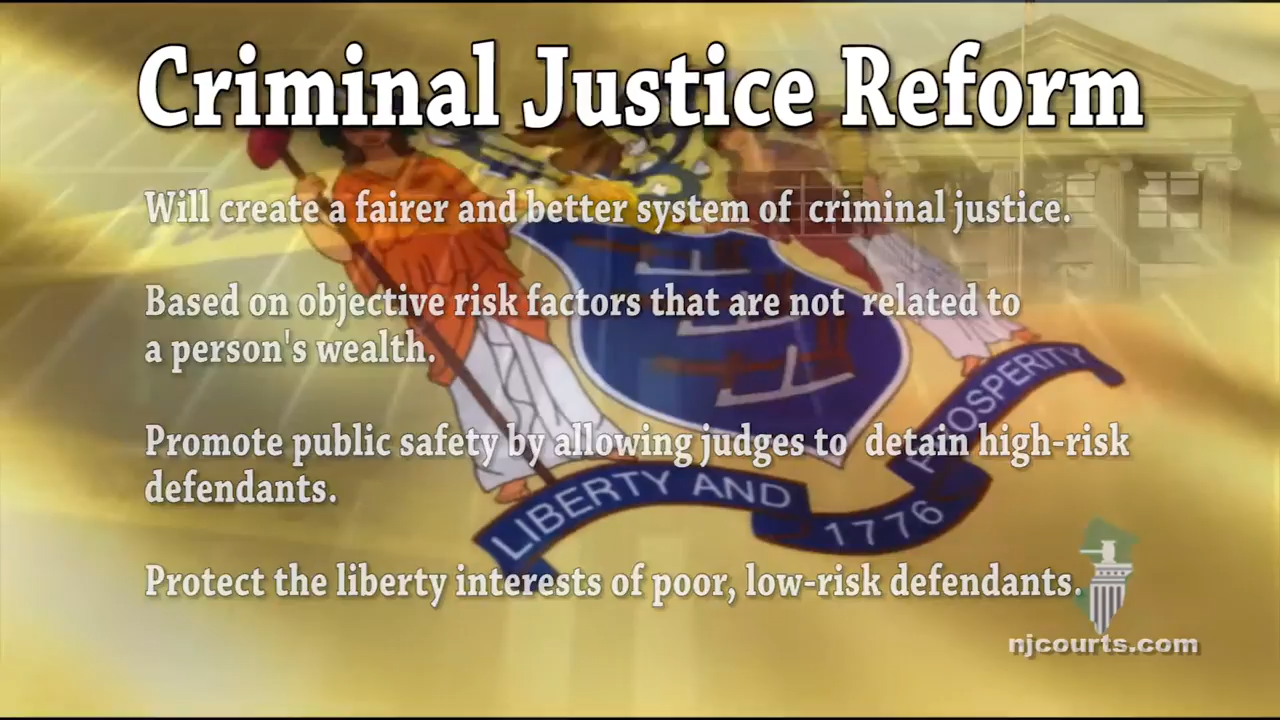 Criminal Justice Reform
Will create a fairer and better system of criminal justice.
Based on objective risk factors that are not related to
a person's wealth.
Promote public safety by allowing judges to detain high-risk
defendants.
Protect the liberty interests of poor, low-risk defendants.
LIBERTY AND
PROSPERITY
1776
njcourts.com